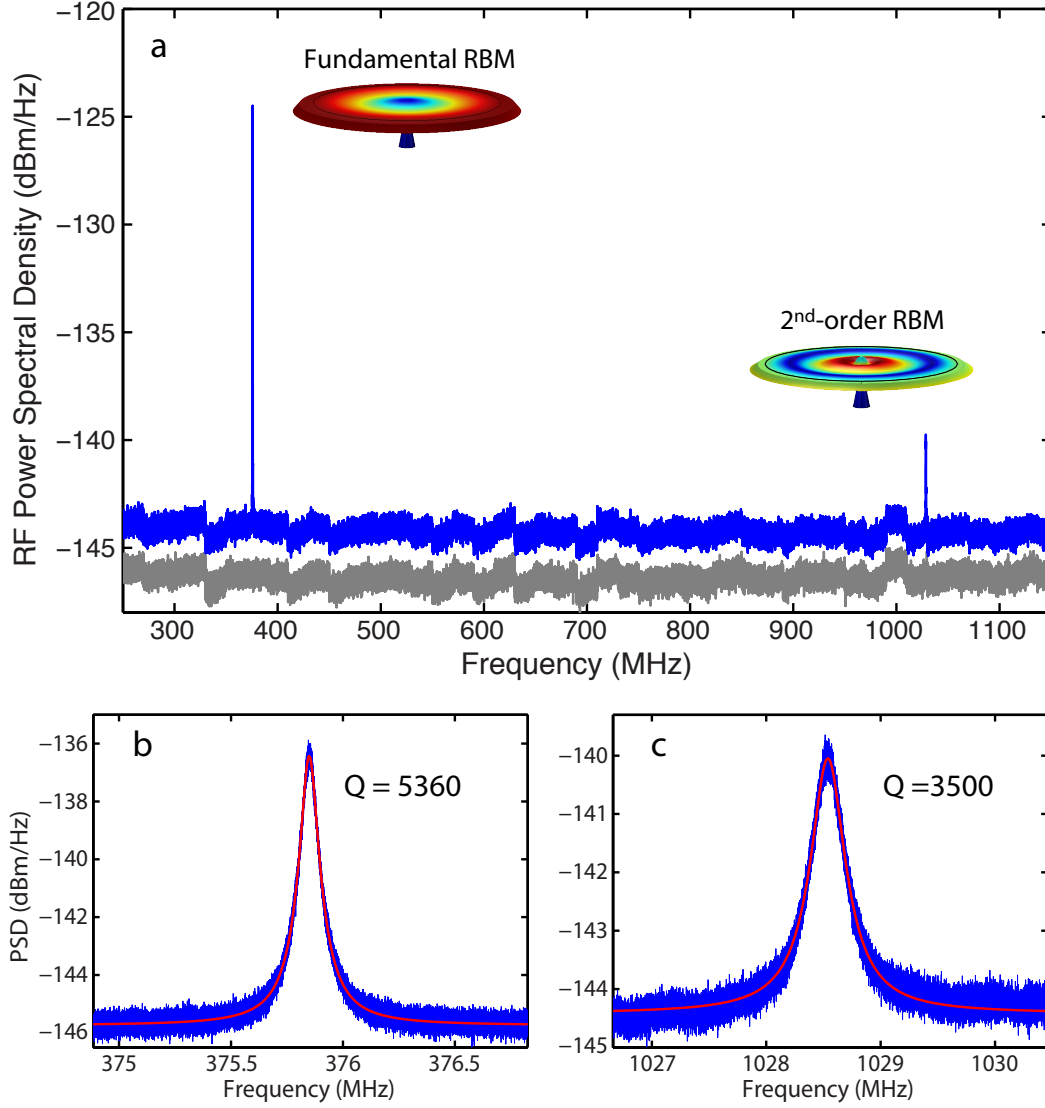 a
Fundamental RBM
2nd-order RBM
RF Power Spectral Density (dBm/Hz)
−120
−125
−130
−135
−140
−145
300 400 500 600 700 800 900 1000 1100
Frequency (MHz)
b
Q = 5360
PSD (dBm/Hz)
−136
−138
−140
−142
−144
−146
375 375.5 376 376.5
Frequency (MHz)
c
Q =3500
−140
−141
−142
−143
−144
−145
1027 1028 1029 1030
Frequency (MHz)